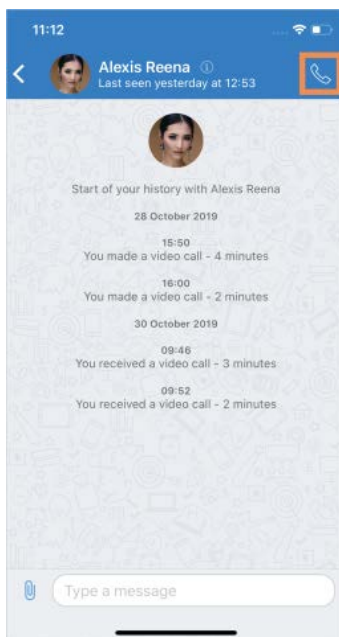 11:12
Alexis Reena
Last seen yesterday at 12:53
Start of your history with Alexis Reena
28 October 2019
15:50
You made a video call - 4 minutes
16:00
You made a video call - 2 minutes
30 October 2019
09:46
You received a video call - 3 minutes
09:52
You received a video call - 2 minutes
Type a message